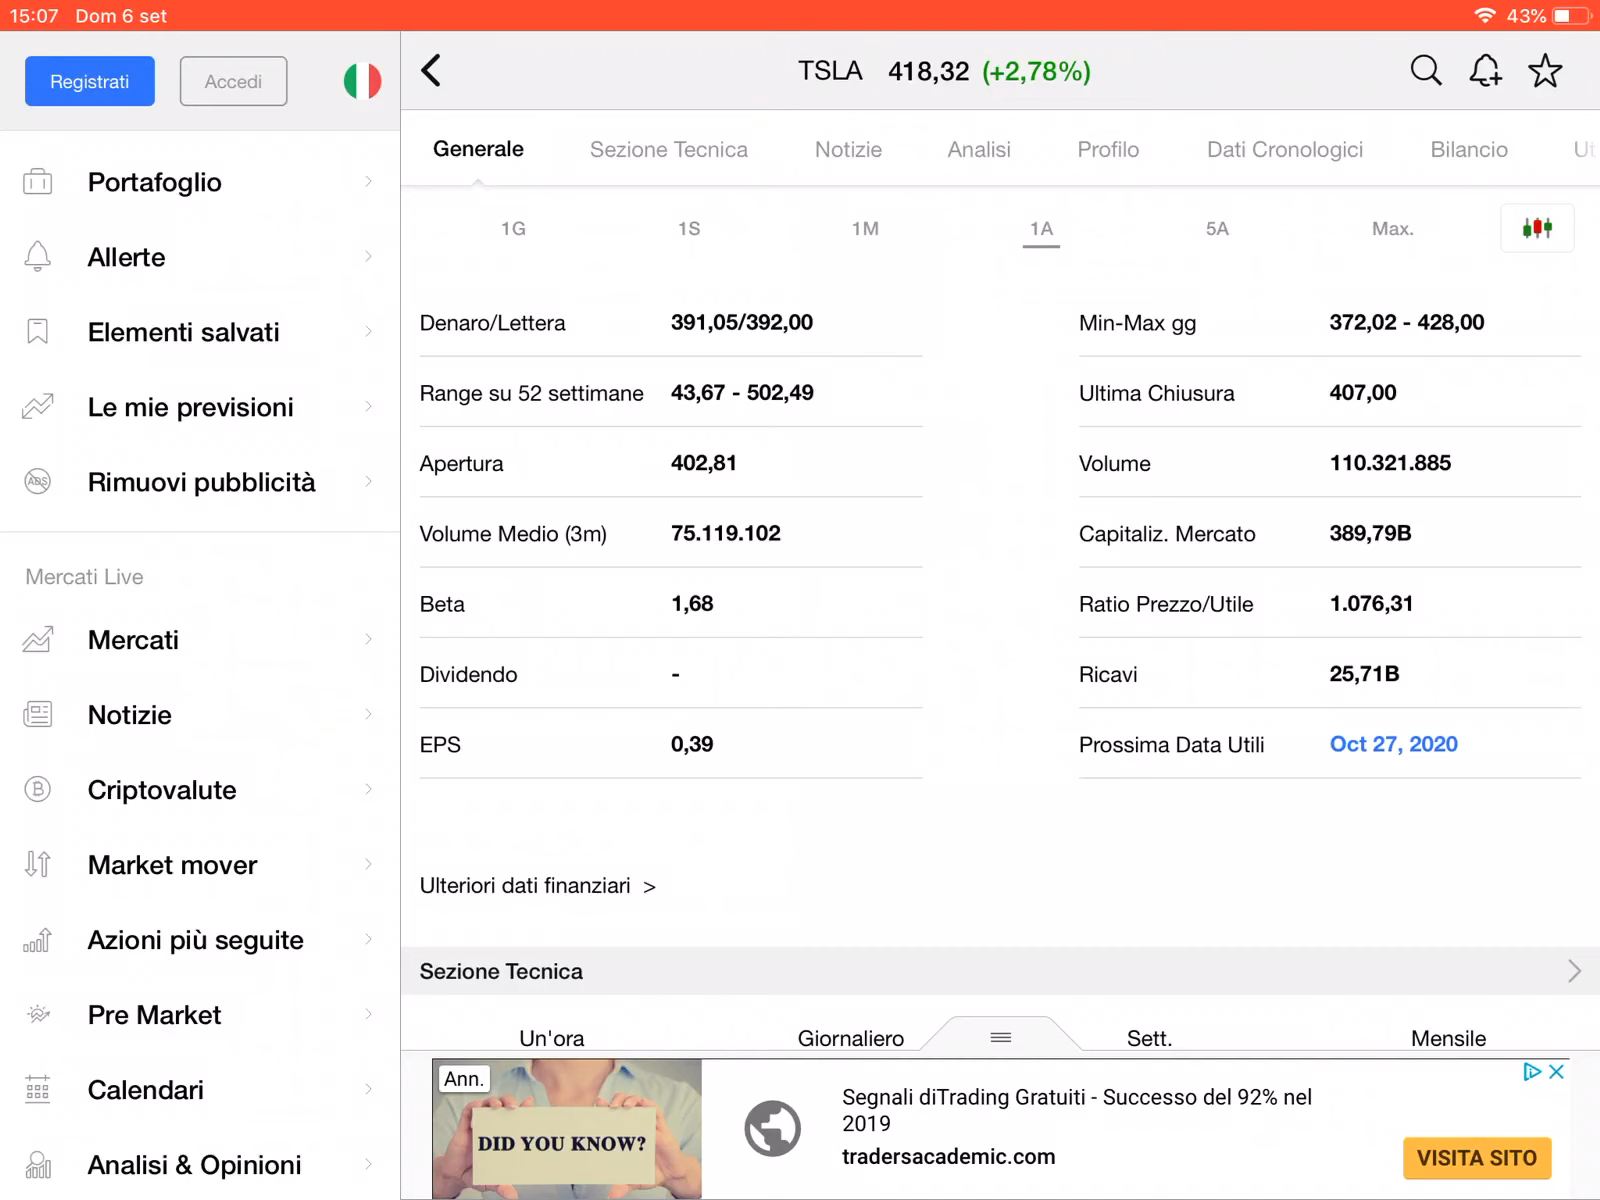 15:07 Dom 6 set 43%
Registrati Accedi
Portafoglio
Allerte
Elementi salvati
Le mie previsioni
ADS Rimuovi pubblicità
Mercati Live
Mercati
Notizie
Criptovalute
Market mover
Azioni più seguite
Pre Market
Calendari
Analisi & Opinioni
TSLA 418,32 (+2,78%)
Generale Sezione Tecnica Notizie Analisi Profilo Dati Cronologici Bilancio Ut
1G 1S 1M 1A 5A Max.
Denaro/Lettera 391,05/392,00 Min-Max gg 372,02 - 428,00
Range su 52 settimane 43,67 - 502,49 Ultima Chiusura 407,00
Apertura 402,81 Volume 110.321.885
Volume Medio (3m) 75.119.102 Capitaliz. Mercato 389,79B
Beta 1,68 Ratio Prezzo/Utile 1.076,31
Dividendo - Ricavi 25,71B
EPS 0,39 Prossima Data Utili Oct 27, 2020
Ulteriori dati finanziari >
Sezione Tecnica
Un'ora Giornaliero Sett. Mensile
Ann.
DID YOU KNOW?
Segnali diTrading Gratuiti - Successo del 92% nel
2019
tradersacademic.com
VISITA SITO